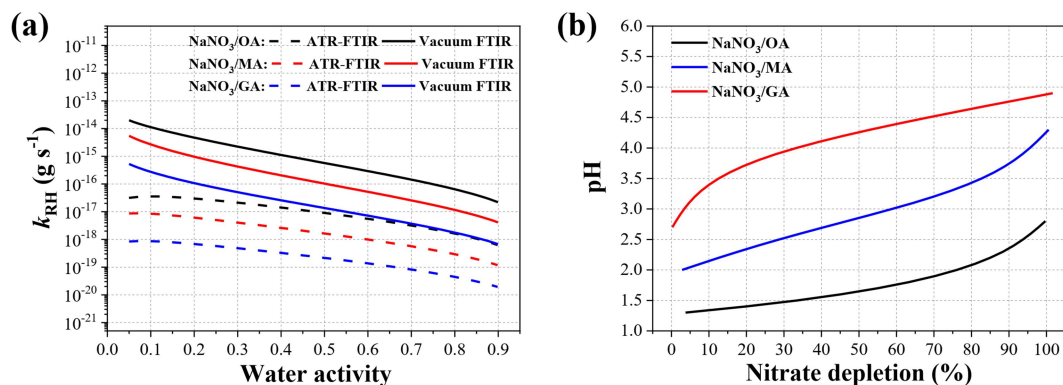 (a)
NaNO₃/OA: ATR-FTIR Vacuum FTIR
NaNO₃/MA: ATR-FTIR Vacuum FTIR
NaNO₃/GA: ATR-FTIR Vacuum FTIR
10⁻¹¹
10⁻¹²
10⁻¹³
10⁻¹⁴
10⁻¹⁵
10⁻¹⁶
10⁻¹⁷
10⁻¹⁸
10⁻¹⁹
10⁻²⁰
10⁻²¹
k_RH (g s⁻¹)
0.0 0.1 0.2 0.3 0.4 0.5 0.6 0.7 0.8 0.9
Water activity
(b)
NaNO₃/OA
NaNO₃/MA
NaNO₃/GA
6.0
5.5
5.0
4.5
4.0
3.5
3.0
2.5
2.0
1.5
1.0
pH
0 10 20 30 40 50 60 70 80 90 100
Nitrate depletion (%)